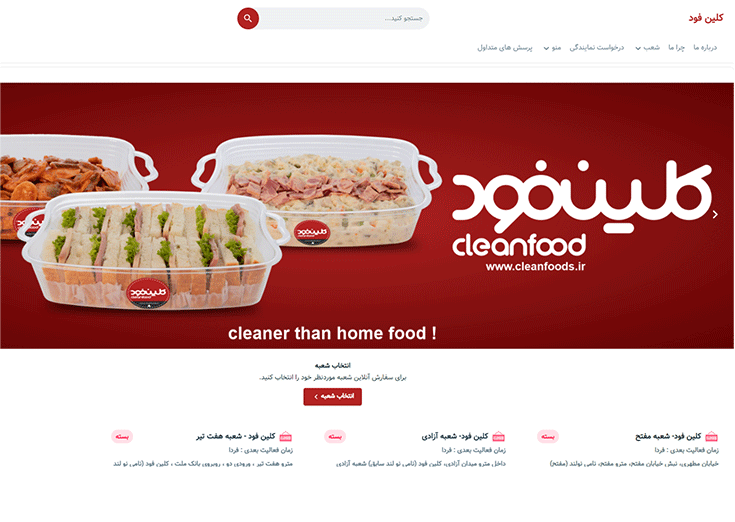 کلین فود
جستجو کنید...
درباره ما
چرا ما
شعب
درخواست نمایندگی
منو
پرسش های متداول
کلینفود
cleanfood
www.cleanfoods.ir
کلینفود
کلینفود
cleaner than home food !
انتخاب شعبه
برای سفارش آنلاین شعبه موردنظر خود را انتخاب کنید.
انتخاب شعبه
کلین فود- شعبه مفتح
بسته
زمان فعالیت بعدی : فردا
خیابان مطهری، نبش خیابان مفتح، مترو مفتح، نامی نولند (مفتح)
کلین فود- شعبه آزادی
بسته
زمان فعالیت بعدی : فردا
داخل مترو میدان آزادی، کلین فود (نامی نو لند سابق) شعبه آزادی
کلین فود - شعبه هفت تیر
بسته
زمان فعالیت بعدی : فردا
مترو هفت تیر ، ورودی دو ، روبروی بانک ملت ، کلین فود (نامی نو لند